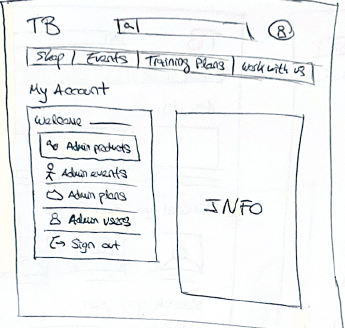 TB
Shop | Events | Training Plans | Work with us
My Account
Welcome
Admin products
Admin events
Admin plans
Admin users
Sign out
INFO